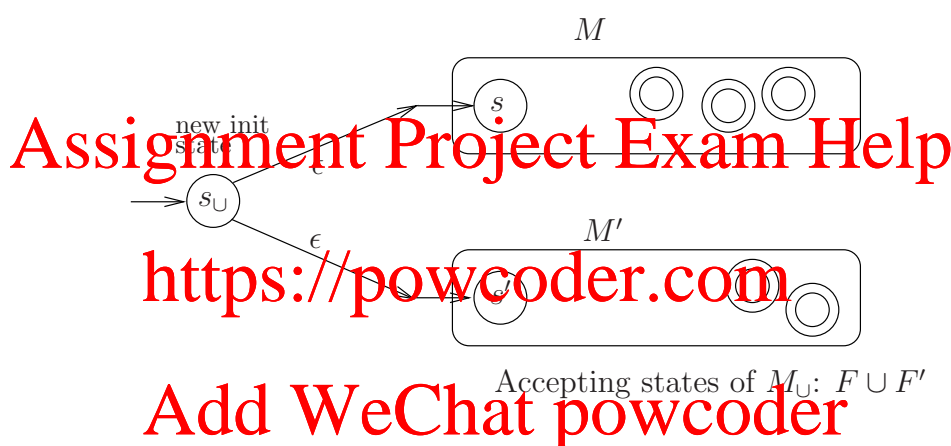 M
s
new init
state
Assignment Project Exam Help
ϵ
s∪
M′
ϵ
https://powcoder.com
s′
Accepting states of M∪: F ∪ F′
Add WeChat powcoder